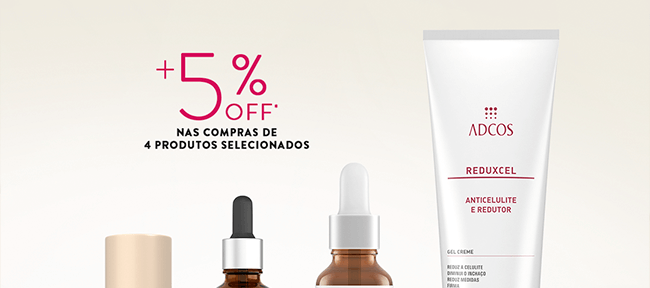 +5%
OFF*
NAS COMPRAS DE
4 PRODUTOS SELECIONADOS
ADCOS
REDUXCEL
ANTICELULITE
E REDUTOR
GEL CREME
REDUZ A CELULITE
DIMINUI O INCHAÇO
REDUZ MEDIDAS
FIRMA